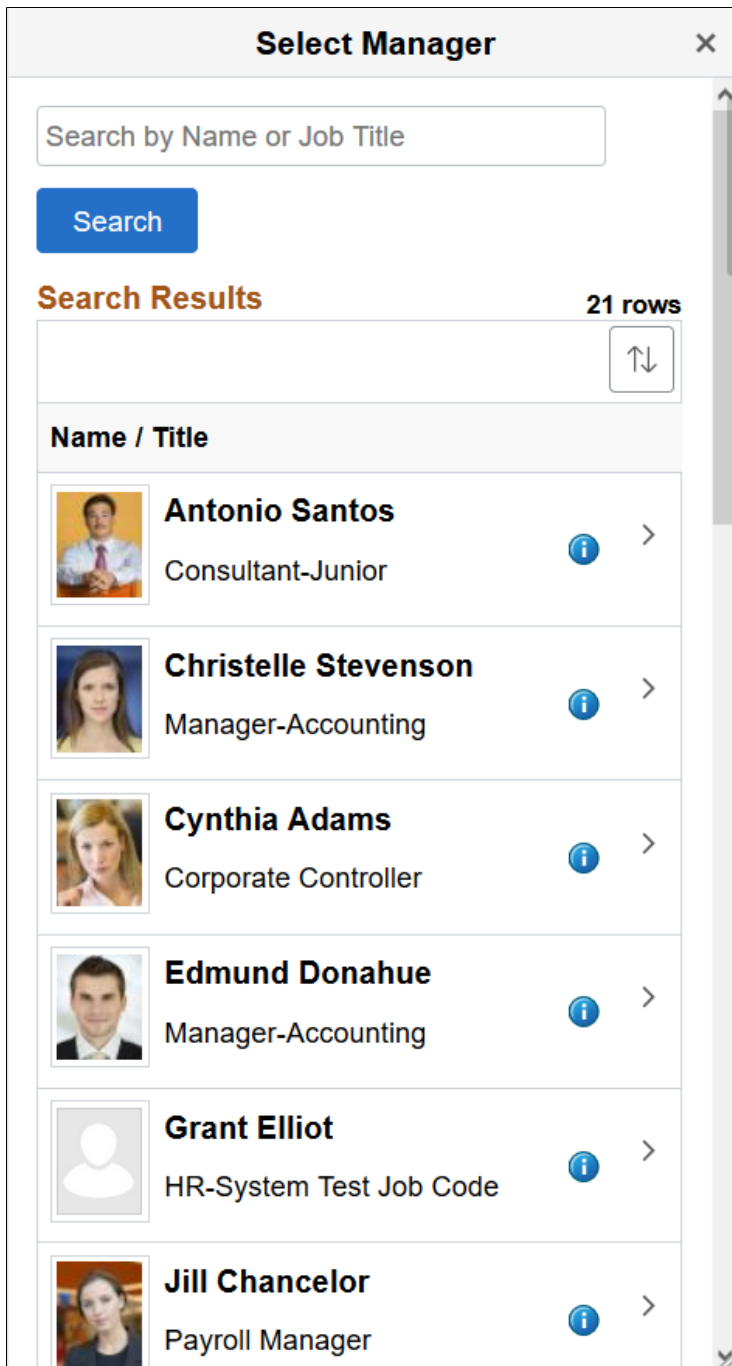 Select Manager
Search by Name or Job Title
Search
Search Results
21 rows
Name / Title
Antonio Santos
Consultant-Junior
Christelle Stevenson
Manager-Accounting
Cynthia Adams
Corporate Controller
Edmund Donahue
Manager-Accounting
Grant Elliot
HR-System Test Job Code
Jill Chancelor
Payroll Manager